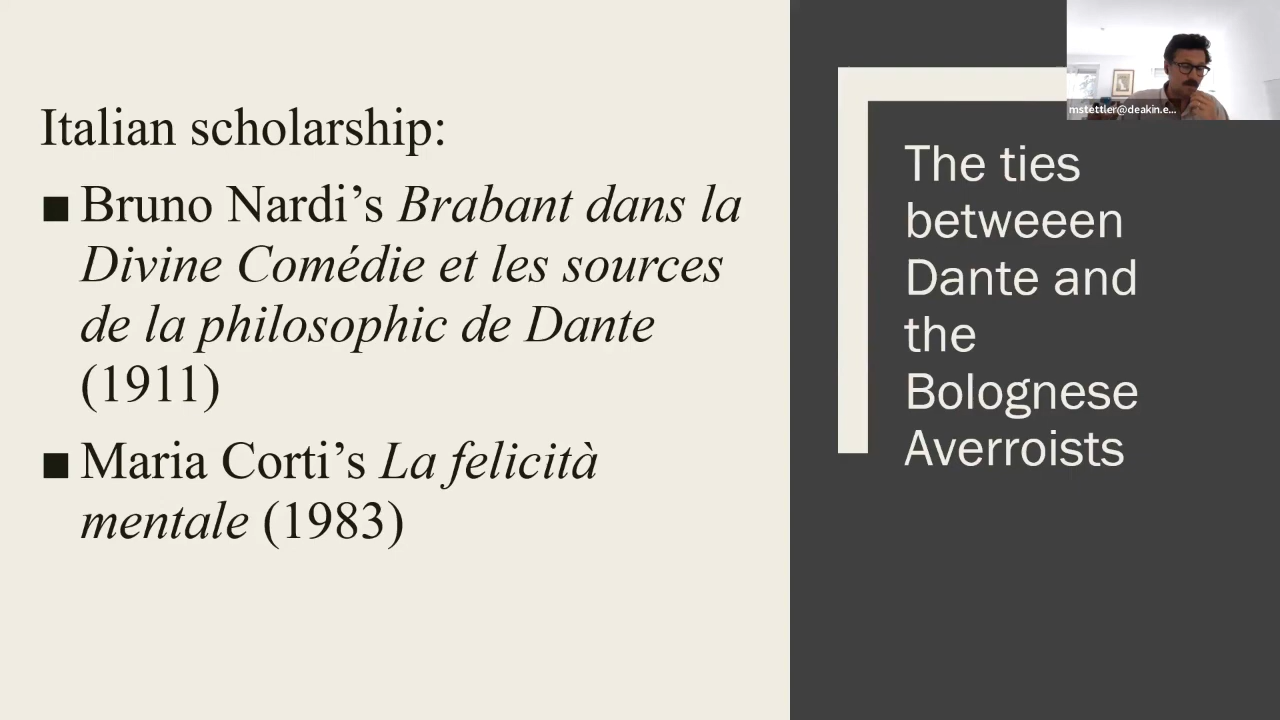 Italian scholarship:
■ Bruno Nardi’s Brabant dans la
Divine Comédie et les sources
de la philosophic de Dante
(1911)
■ Maria Corti’s La felicità
mentale (1983)
mstettler@deakin.e...
The ties
betweeen
Dante and
the
Bolognese
Averroists